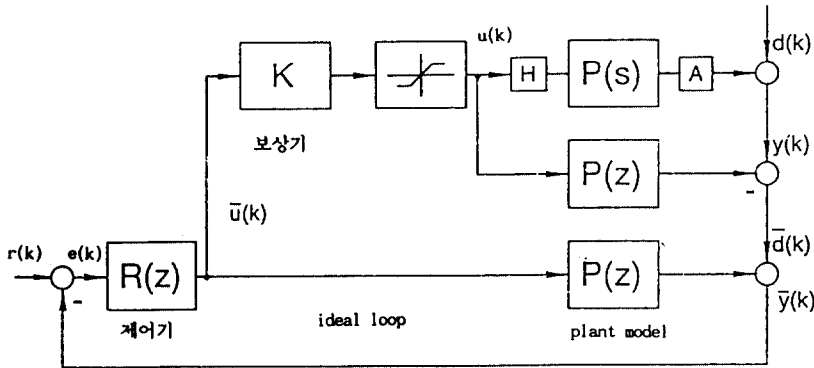 u(k)
d(k)
K
H
P(s)
A
보상기
y(k)
P(z)
-
ū(k)
d̄(k)
r(k)
e(k)
R(z)
P(z)
-
ȳ(k)
제어기
ideal loop
plant model